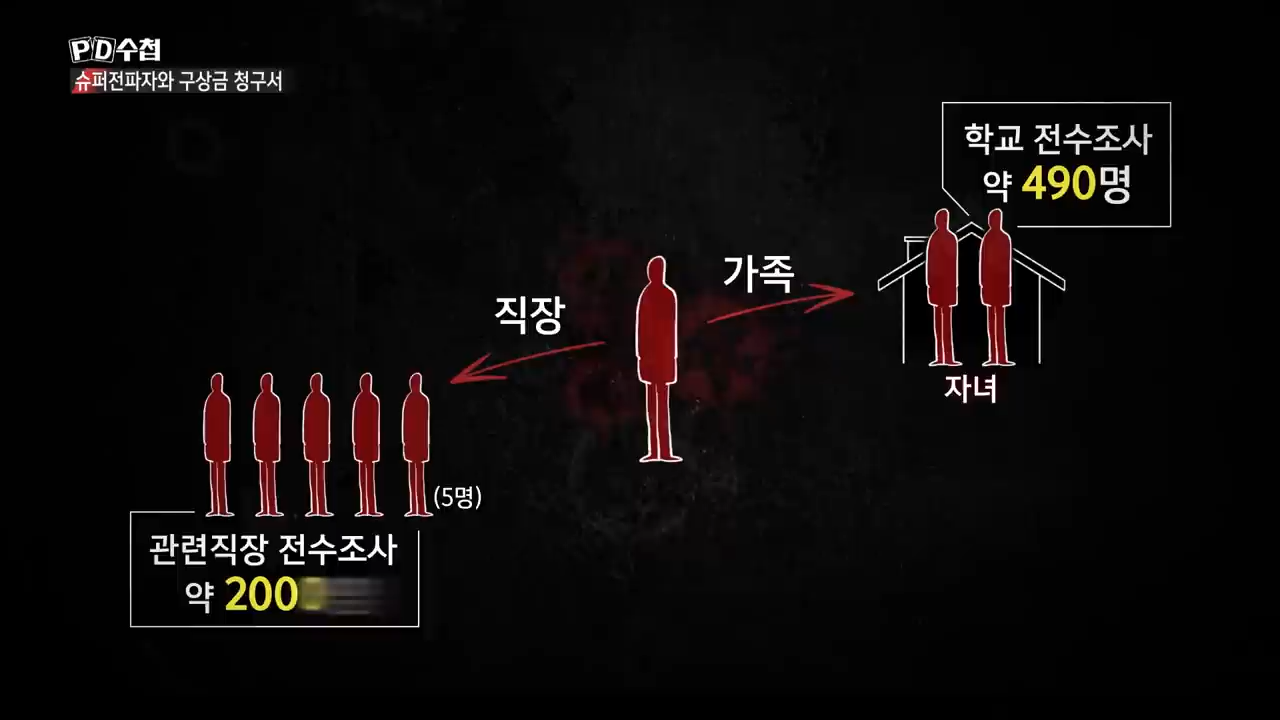 PD수첩
슈퍼전파자와 구상금 청구서
학교 전수조사
약 490명
가족
직장
자녀
(5명)
관련직장 전수조사
약 200